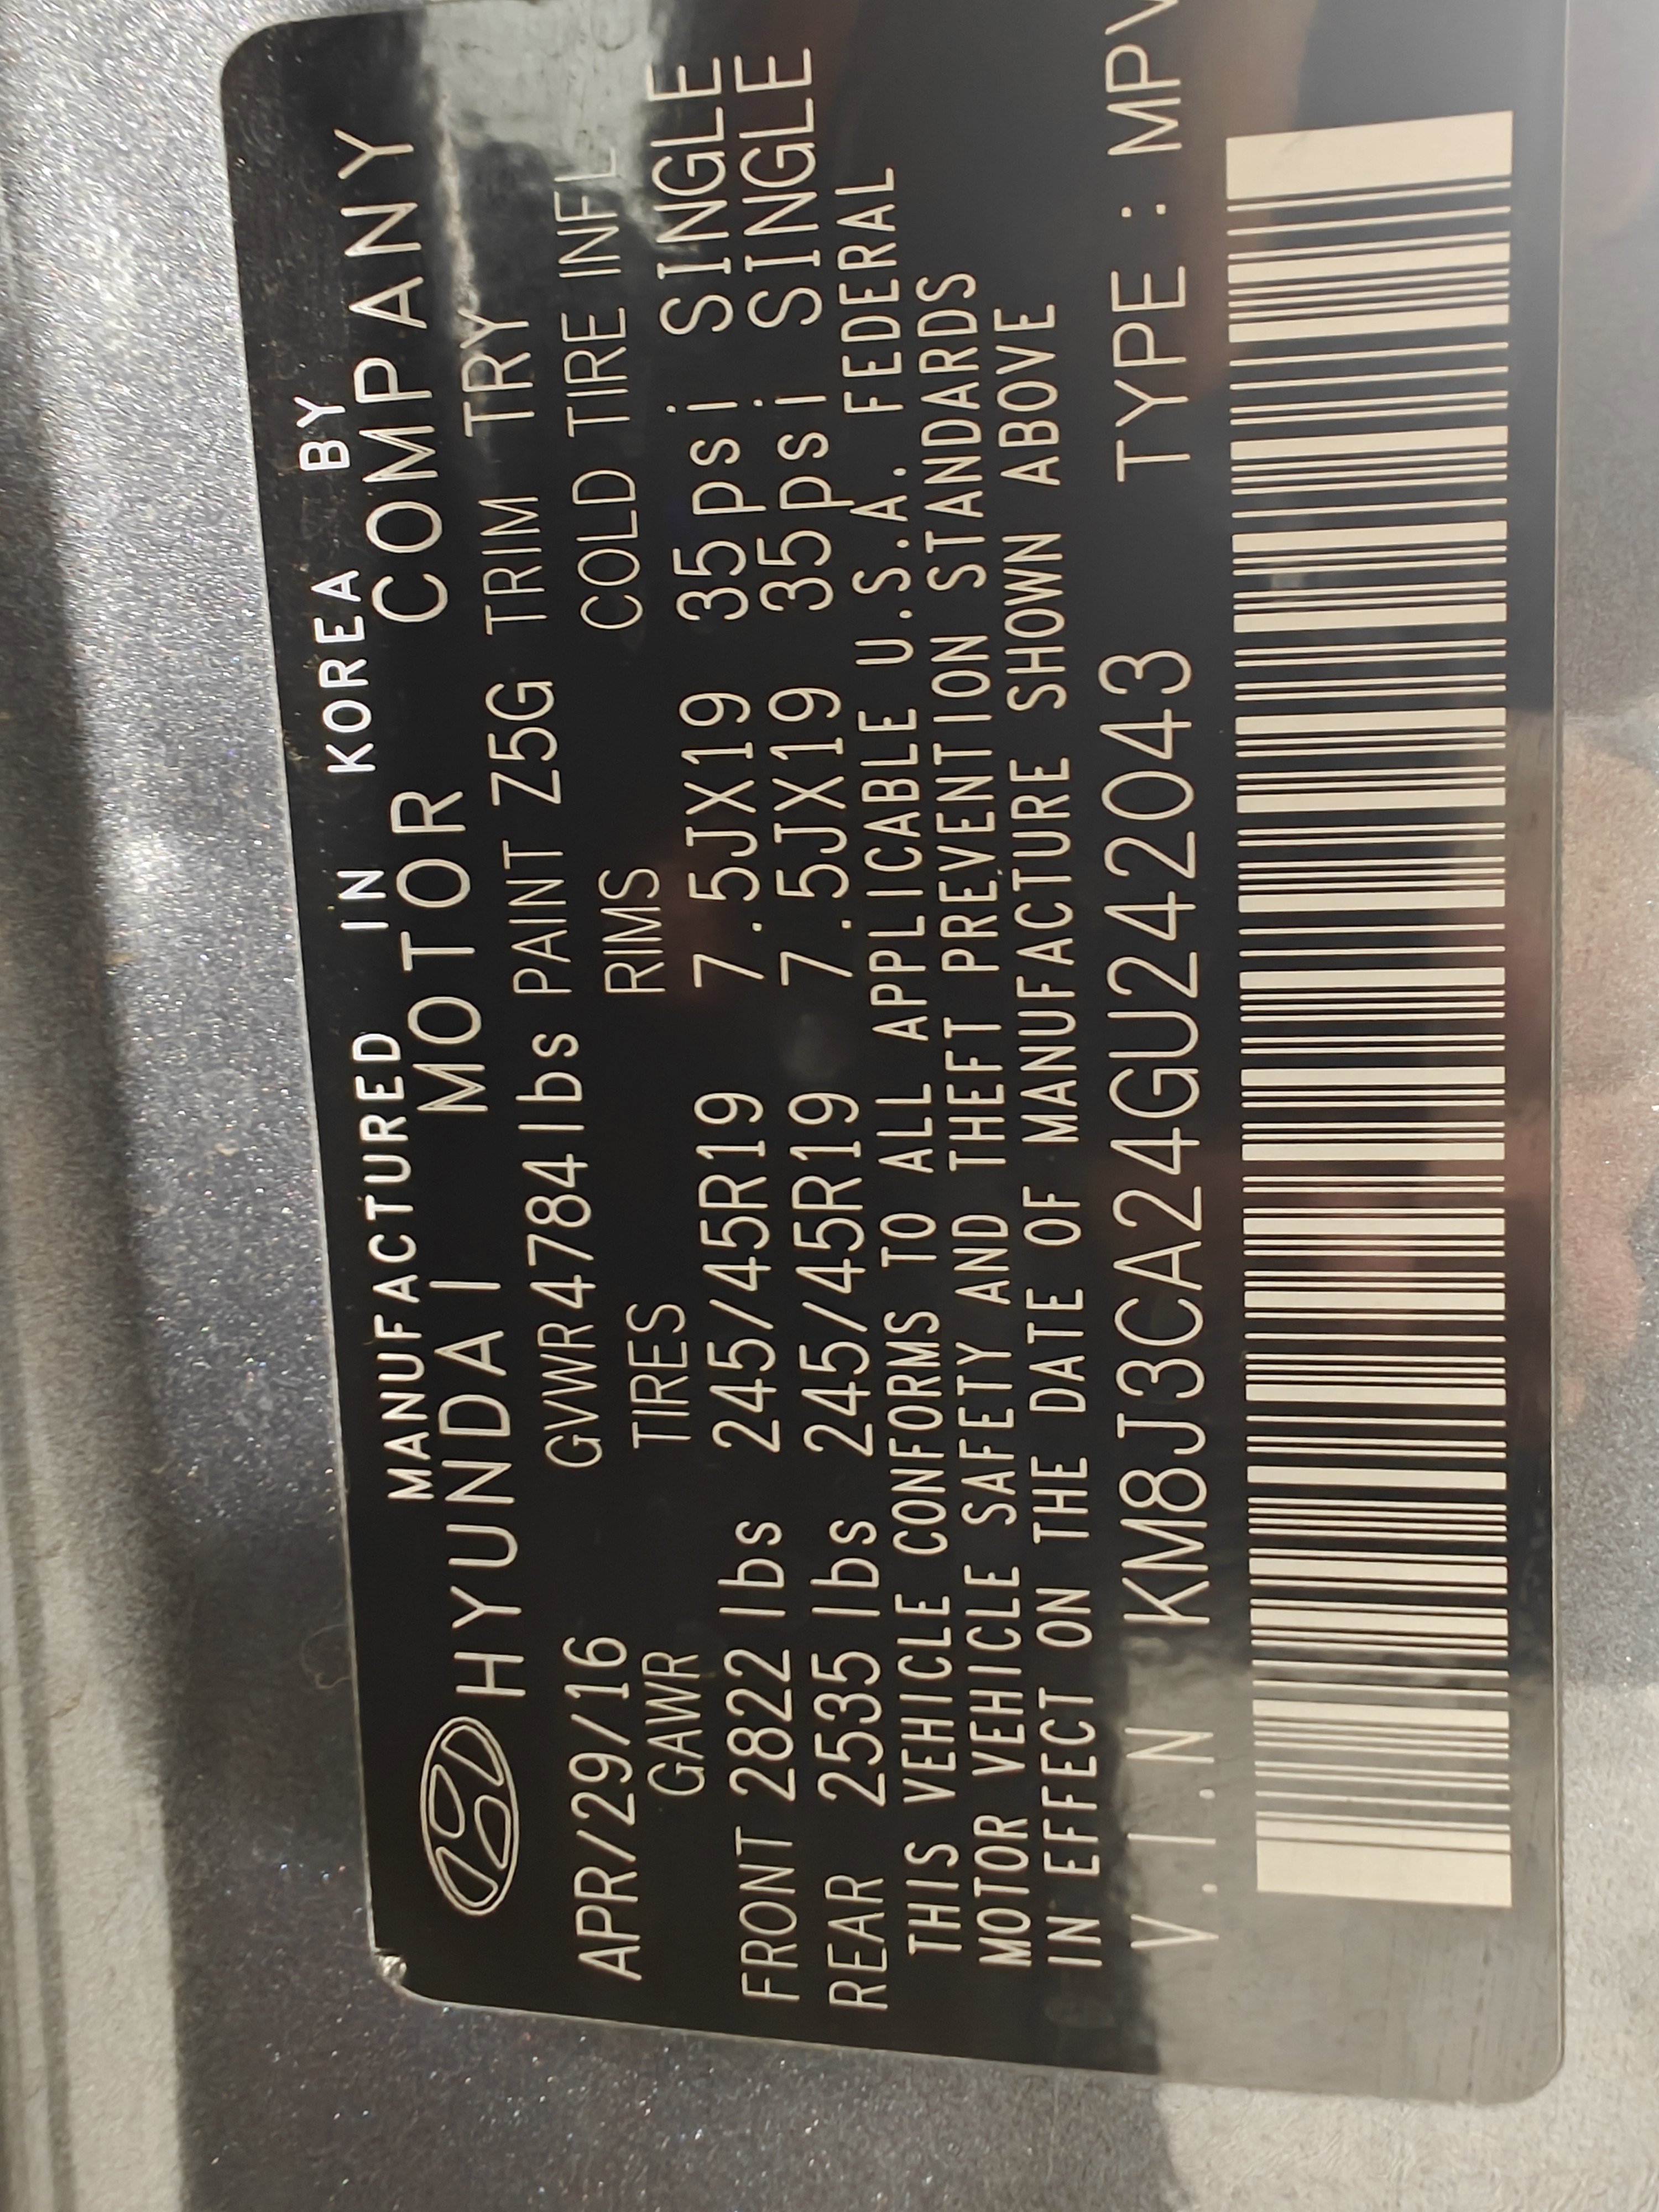 MANUFACTURED IN KOREA BY
HYUNDAI MOTOR COMPANY
APR/29/16 GVWR4784lbs PAINT Z5G TRIM TRY
GAWR TIRES RIMS COLD TIRE INFL
FRONT 2822 lbs 245/45R19 7.5JX19 35psi SINGLE
REAR 2535 lbs 245/45R19 7.5JX19 35psi SINGLE
THIS VEHICLE CONFORMS TO ALL APPLICABLE U.S.A. FEDERAL
MOTOR VEHICLE SAFETY AND THEFT PREVENTION STANDARDS
IN EFFECT ON THE DATE OF MANUFACTURE SHOWN ABOVE
V.I.N KM8J3CA24GU242043 TYPE : MPV